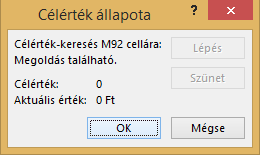 Célérték állapota
?
Célérték-keresés M92 cellára:
Lépés
Megoldás található.
Szünet
Célérték: 0
Aktuális érték: 0 Ft
OK Mégse